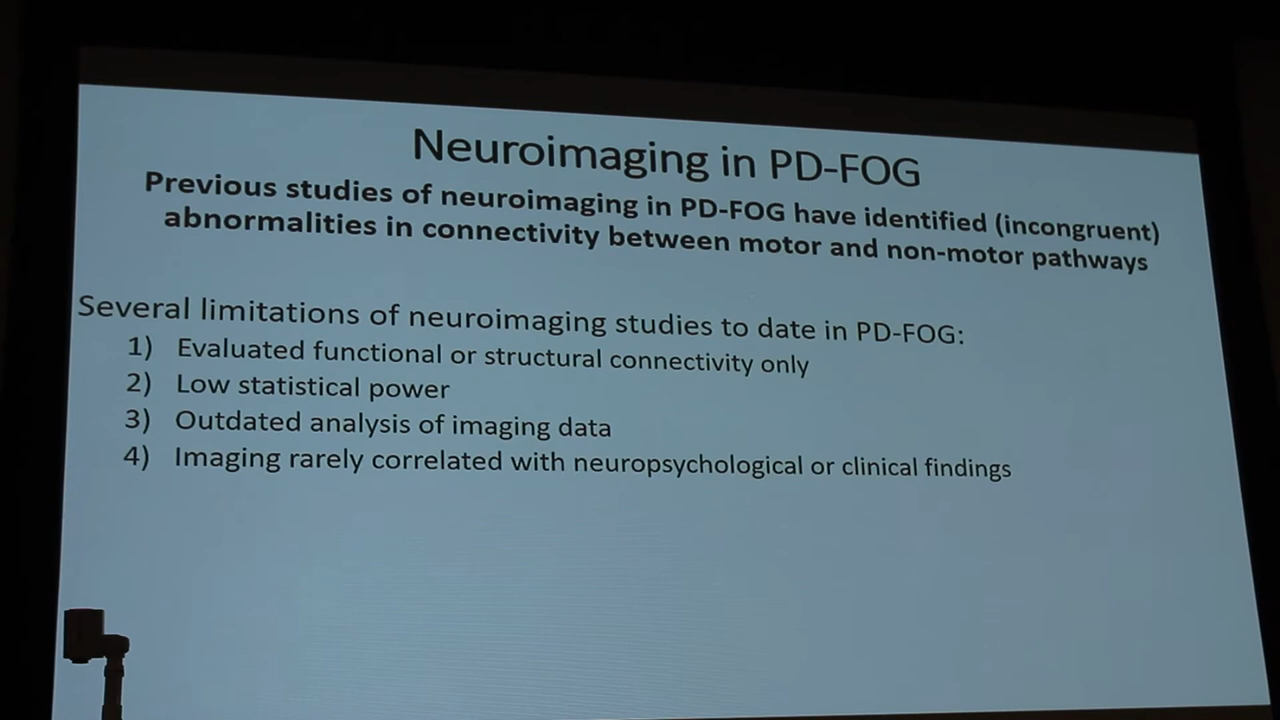 Neuroimaging in PD-FOG
Previous studies of neuroimaging in PD-FOG have identified (incongruent)
abnormalities in connectivity between motor and non-motor pathways
Several limitations of neuroimaging studies to date in PD-FOG:
1) Evaluated functional or structural connectivity only
2) Low statistical power
3) Outdated analysis of imaging data
4) Imaging rarely correlated with neuropsychological or clinical findings